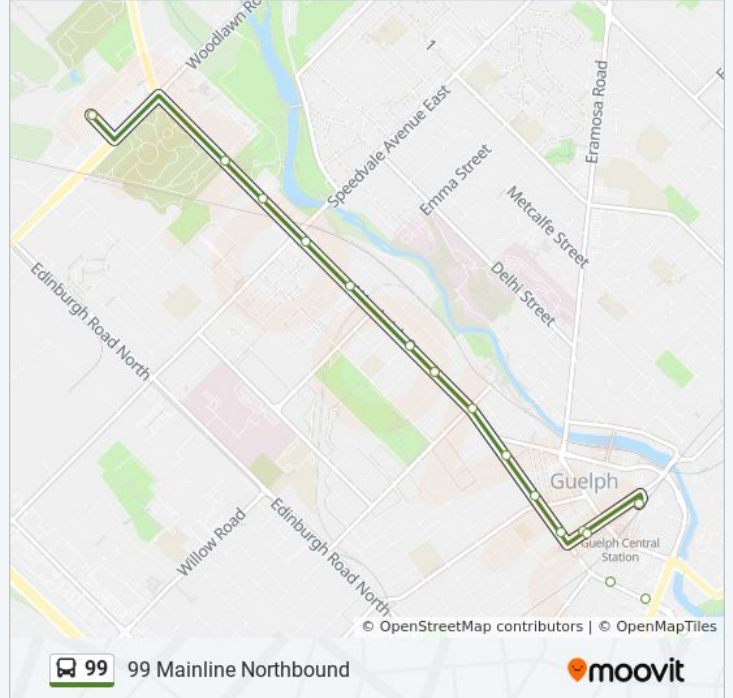 Woodlawn Ro
1
Speedvale Avenue East
Eramosa Road
Emma Street
Metcalfe Street
Delhi Street
Edinburgh Road North
Guelph
Guelph Central
Station
Willow Road
Edinburgh Road North
© OpenStreetMap contributors | © OpenMapTiles
99 99 Mainline Northbound
moovit